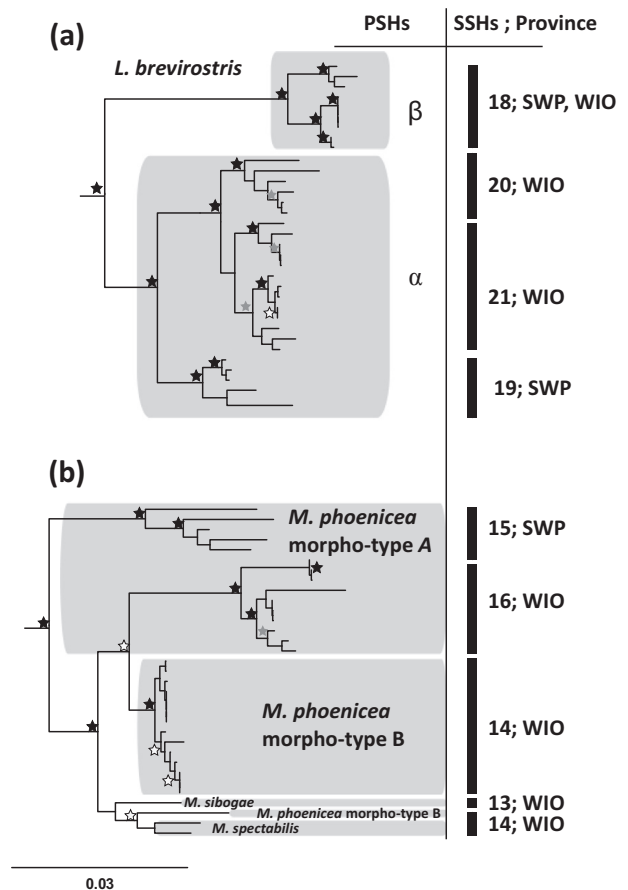 PSHs SSHs ; Province
(a)
L. brevirostris
β
18; SWP, WIO
20; WIO
α
21; WIO
19; SWP
(b)
M. phoenicea
morpho-type A
15; SWP
16; WIO
M. phoenicea
morpho-type B
14; WIO
M. sibogae
13; WIO
M. phoenicea morpho-type B
M. spectabilis
14; WIO
0.03